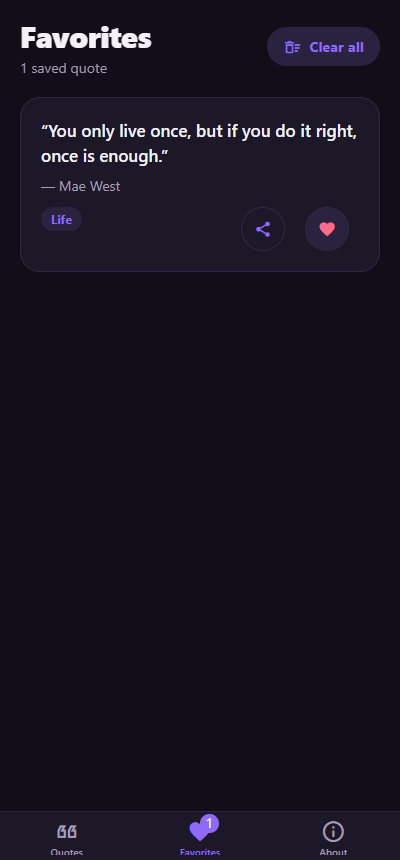 Favorites
1 saved quote
Clear all
“You only live once, but if you do it right,
once is enough.”
— Mae West
Life
1
Quotes
Favorites
About